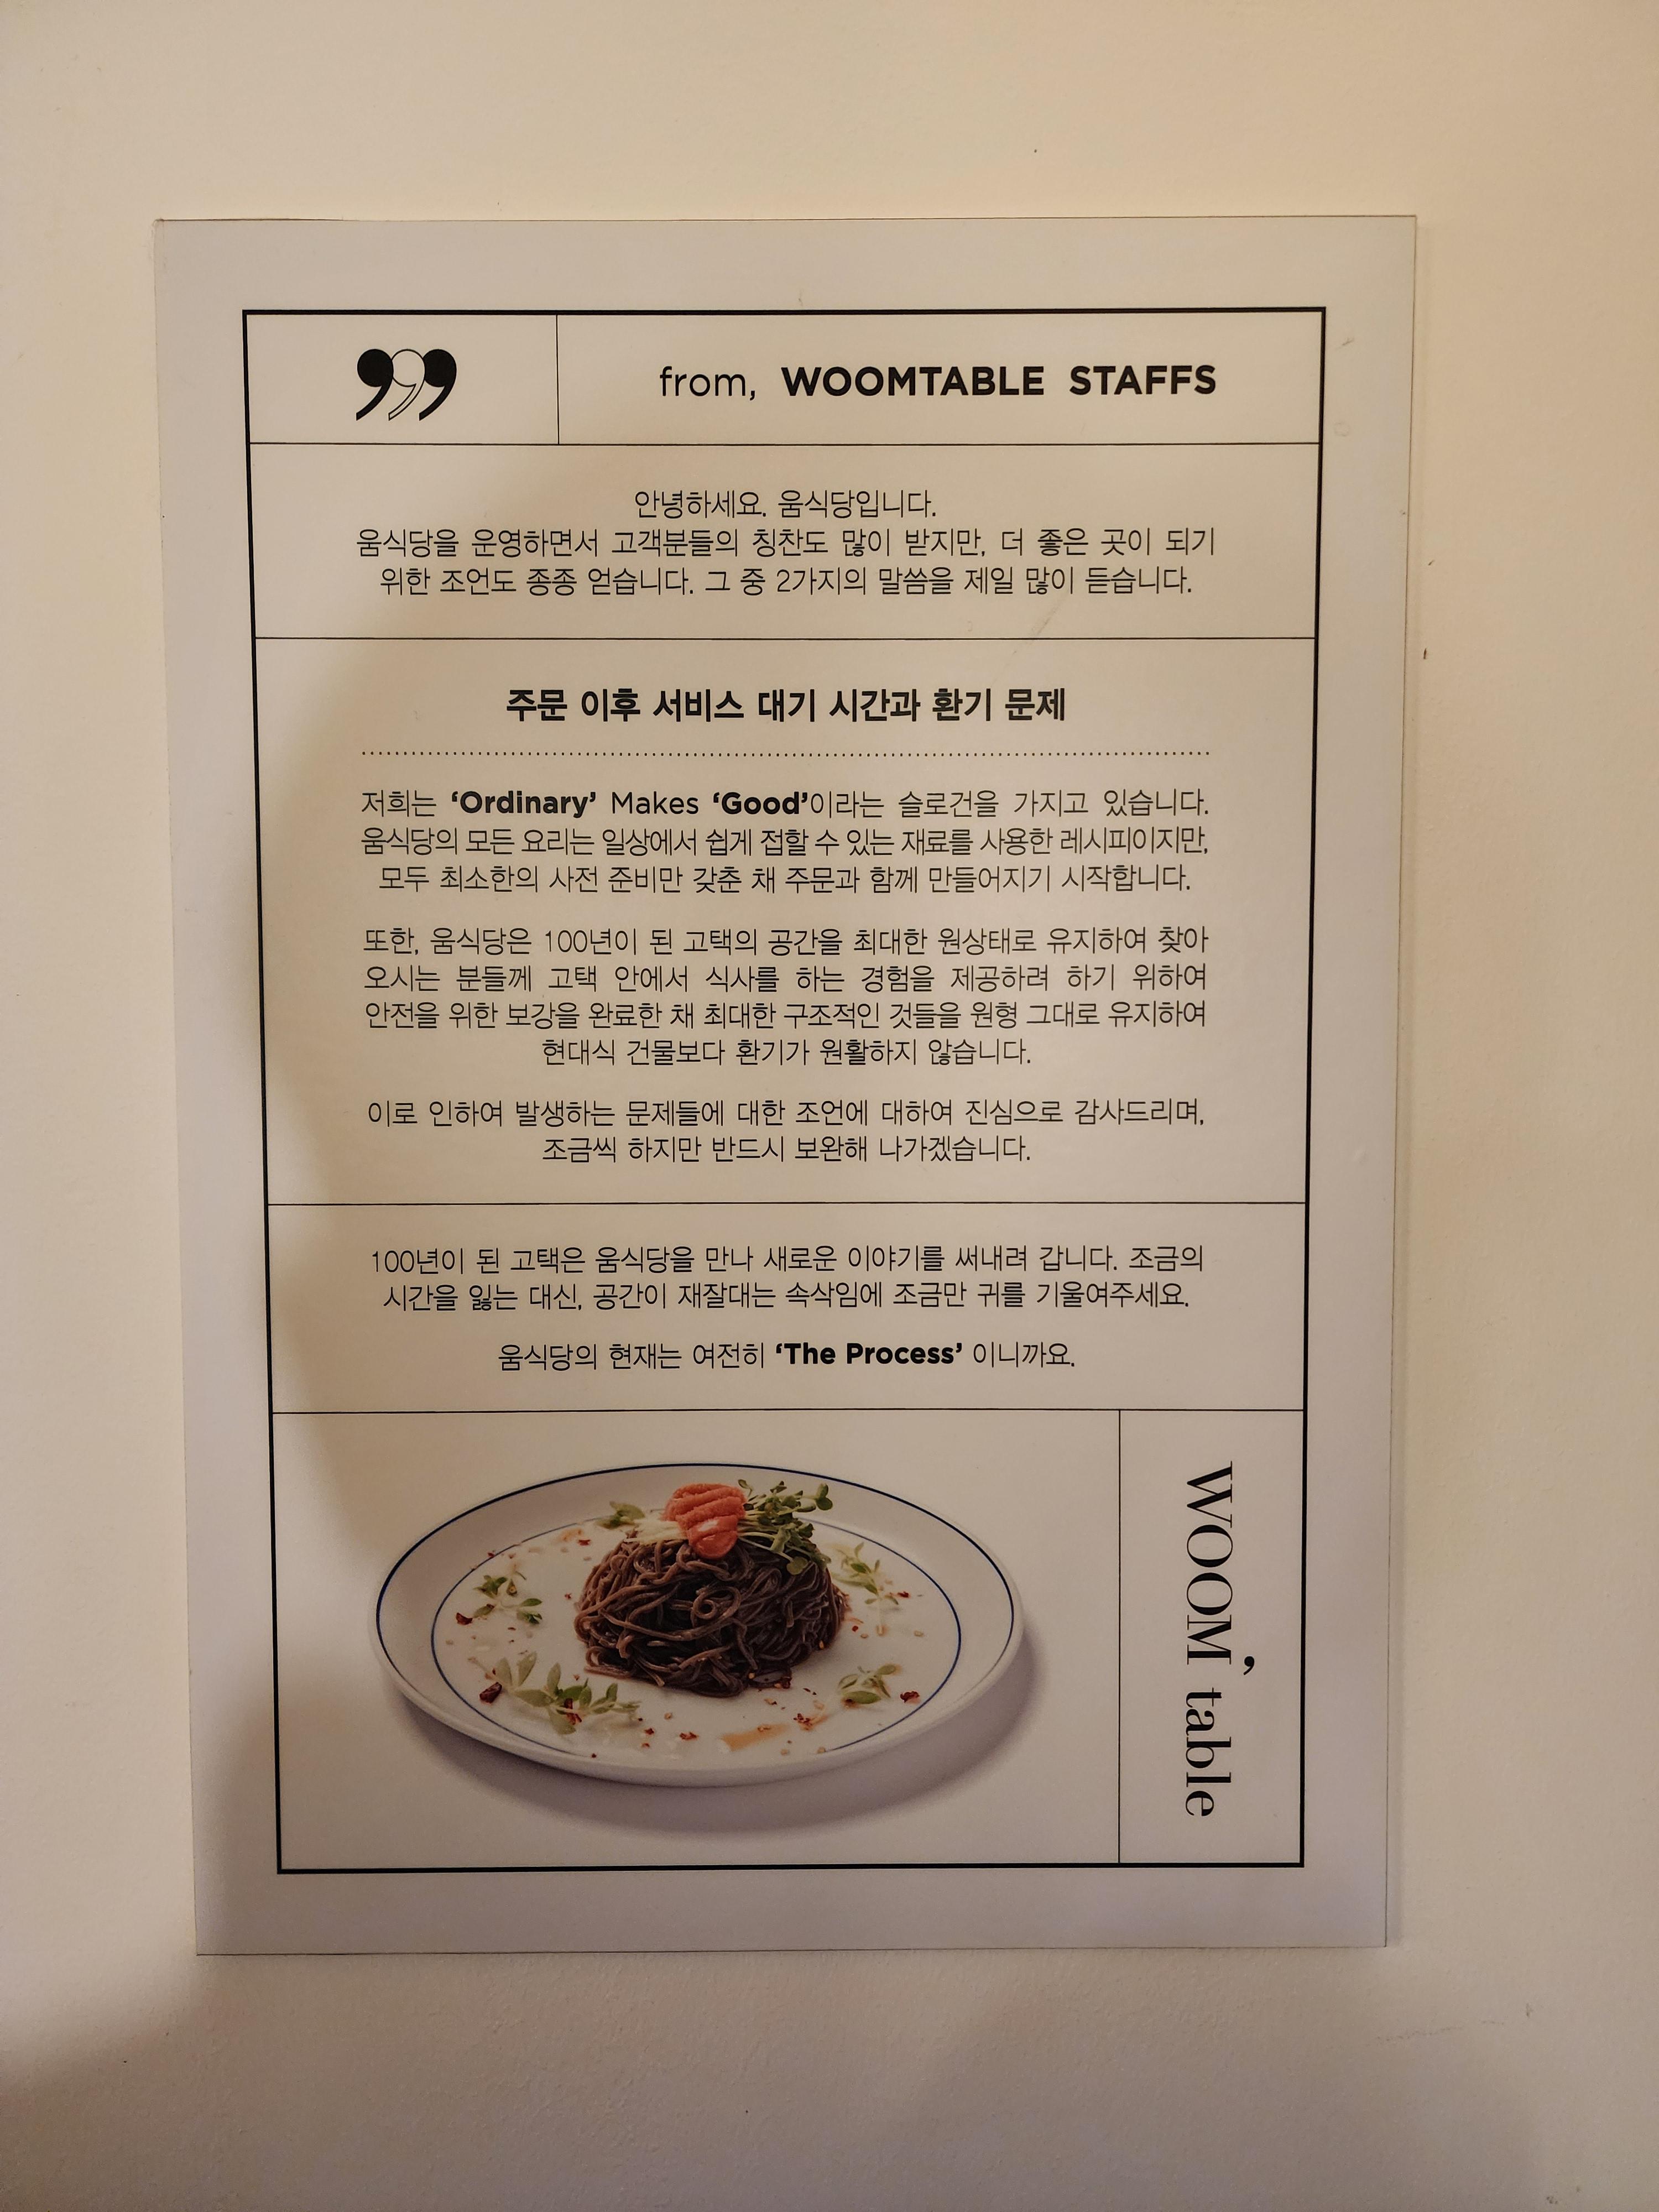 from, WOOMTABLE STAFFS
안녕하세요. 움식당입니다.
움식당을 운영하면서 고객분들의 칭찬도 많이 받지만, 더 좋은 곳이 되기
위한 조언도 종종 얻습니다. 그 중 2가지의 말씀을 제일 많이 듣습니다.
주문 이후 서비스 대기 시간과 환기 문제
저희는 ‘Ordinary’ Makes ‘Good’이라는 슬로건을 가지고 있습니다.
움식당의 모든 요리는 일상에서 쉽게 접할 수 있는 재료를 사용한 레시피이지만,
모두 최소한의 사전 준비만 갖춘 채 주문과 함께 만들어지기 시작합니다.
또한, 움식당은 100년이 된 고택의 공간을 최대한 원상태로 유지하여 찾아
오시는 분들께 고택 안에서 식사를 하는 경험을 제공하려 하기 위하여
안전을 위한 보강을 완료한 채 최대한 구조적인 것들을 원형 그대로 유지하여
현대식 건물보다 환기가 원활하지 않습니다.
이로 인하여 발생하는 문제들에 대한 조언에 대하여 진심으로 감사드리며,
조금씩 하지만 반드시 보완해 나가겠습니다.
100년이 된 고택은 움식당을 만나 새로운 이야기를 써내려 갑니다. 조금의
시간을 잃는 대신, 공간이 재잘대는 속삭임에 조금만 귀를 기울여주세요.
움식당의 현재는 여전히 ‘The Process’ 이니까요.
WOOM’ table